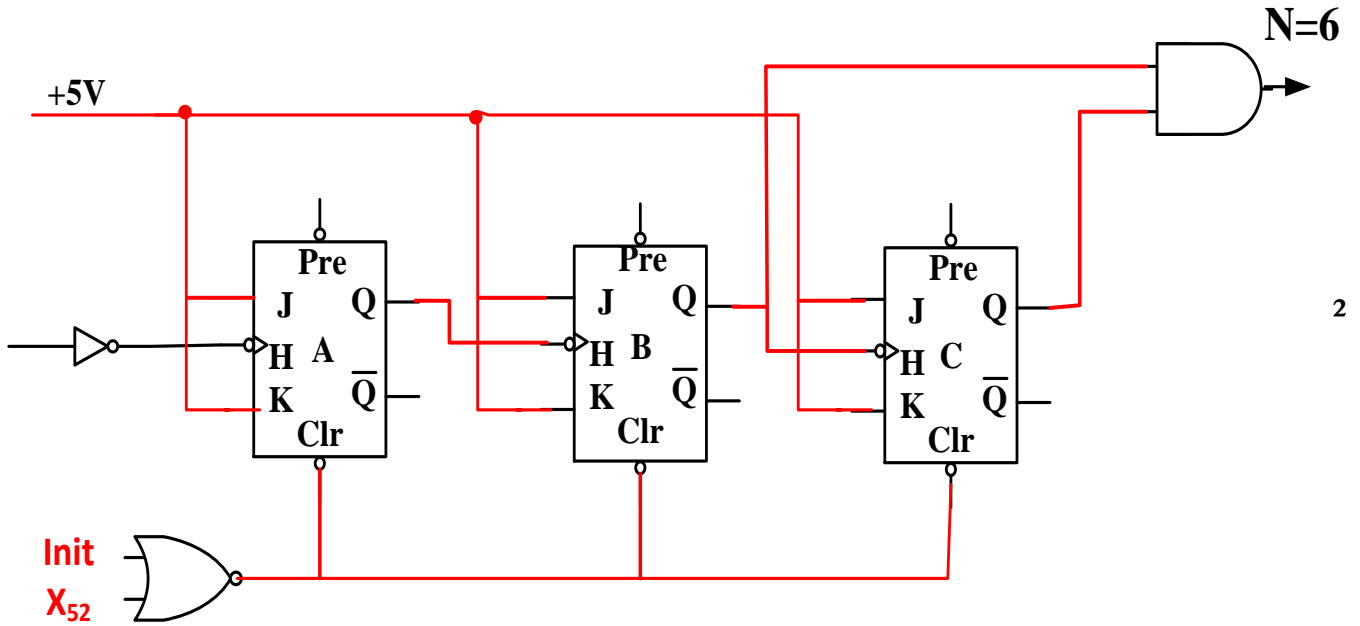 N=6
+5V
Pre
Pre
Pre
J Q
J Q
J Q
H A
H B
H C
K Q̅
K Q̅
K Q̅
Clr
Clr
Clr
2
Init
X₅₂